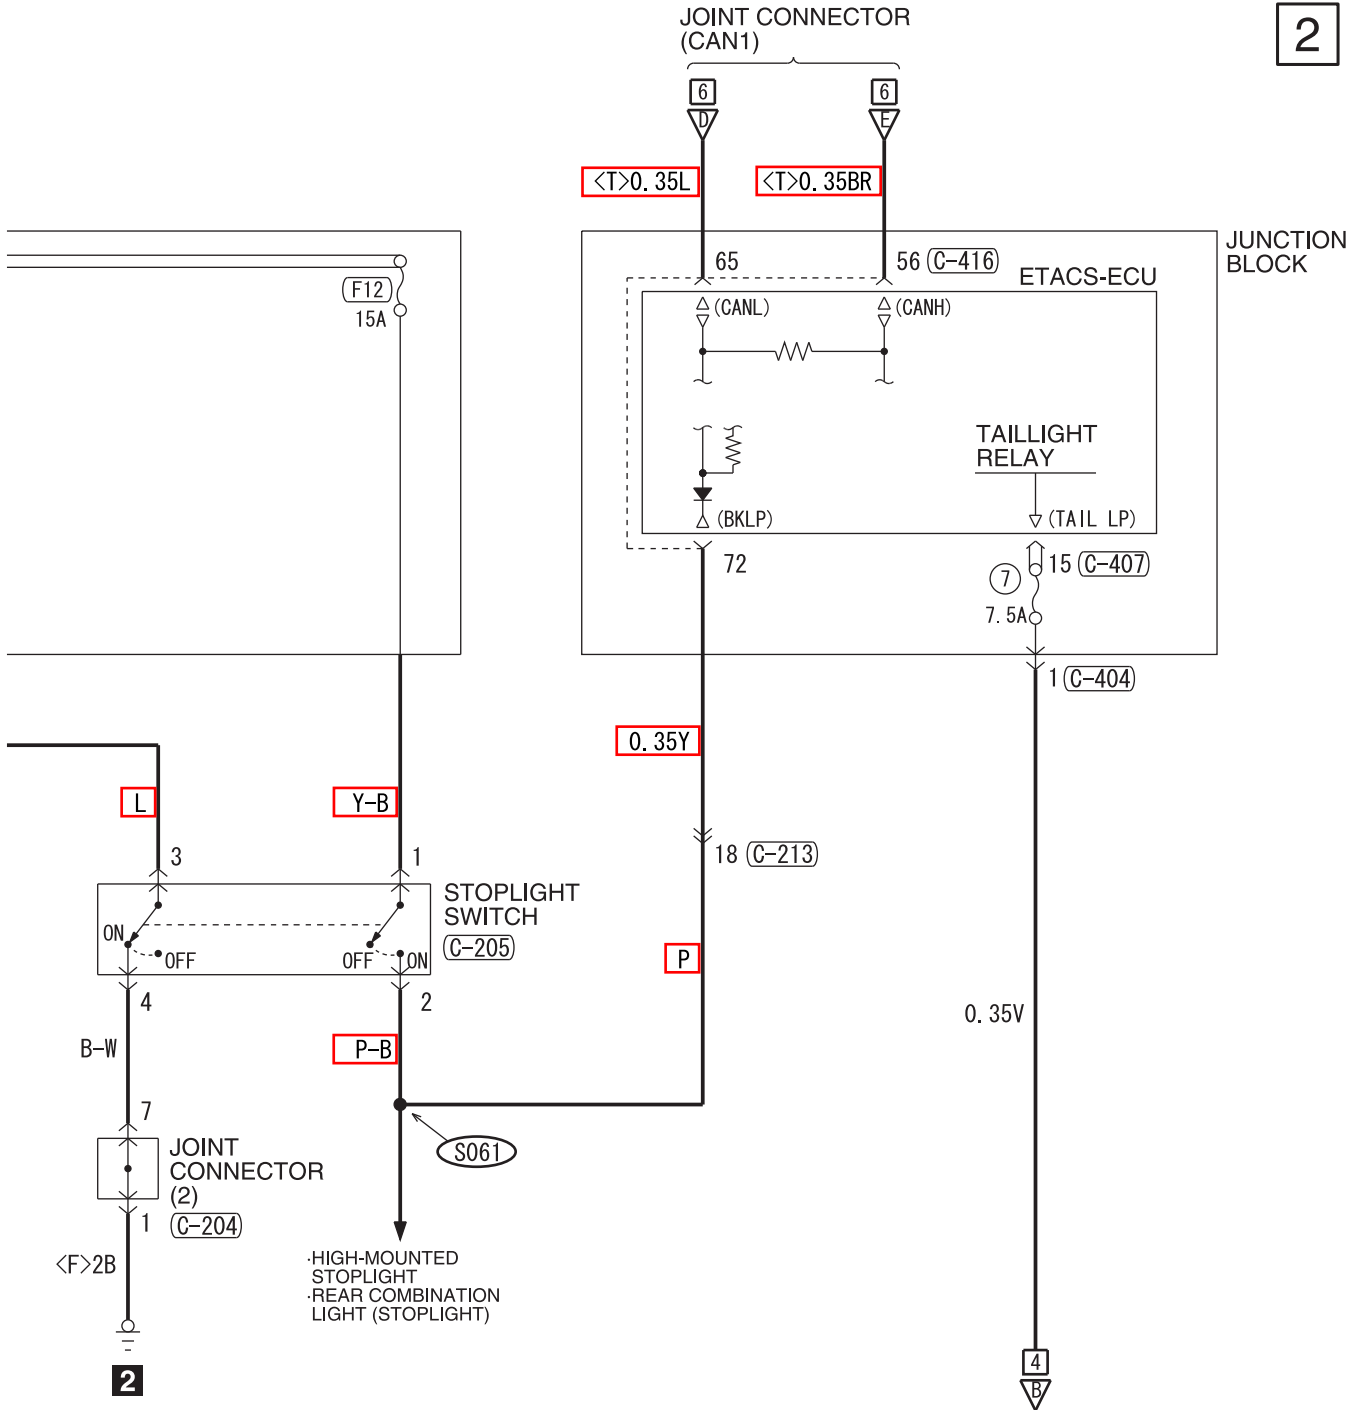 JOINT CONNECTOR
(CAN1)
2
6
6
D
E
<T>0.35L
<T>0.35BR
JUNCTION
BLOCK
65
56
C-416
ETACS-ECU
F12
15A
(CANL)
(CANH)
TAILLIGHT
RELAY
(BKLP)
(TAIL LP)
72
15
C-407
7
7.5A
1
C-404
0.35Y
L
Y-B
18
C-213
3
1
STOPLIGHT
SWITCH
C-205
ON
OFF
OFF
ON
P
4
2
0.35V
B-W
P-B
7
JOINT
CONNECTOR
(2)
C-204
S061
1
<F>2B
·HIGH-MOUNTED
STOPLIGHT
·REAR COMBINATION
LIGHT (STOPLIGHT)
2
4
B